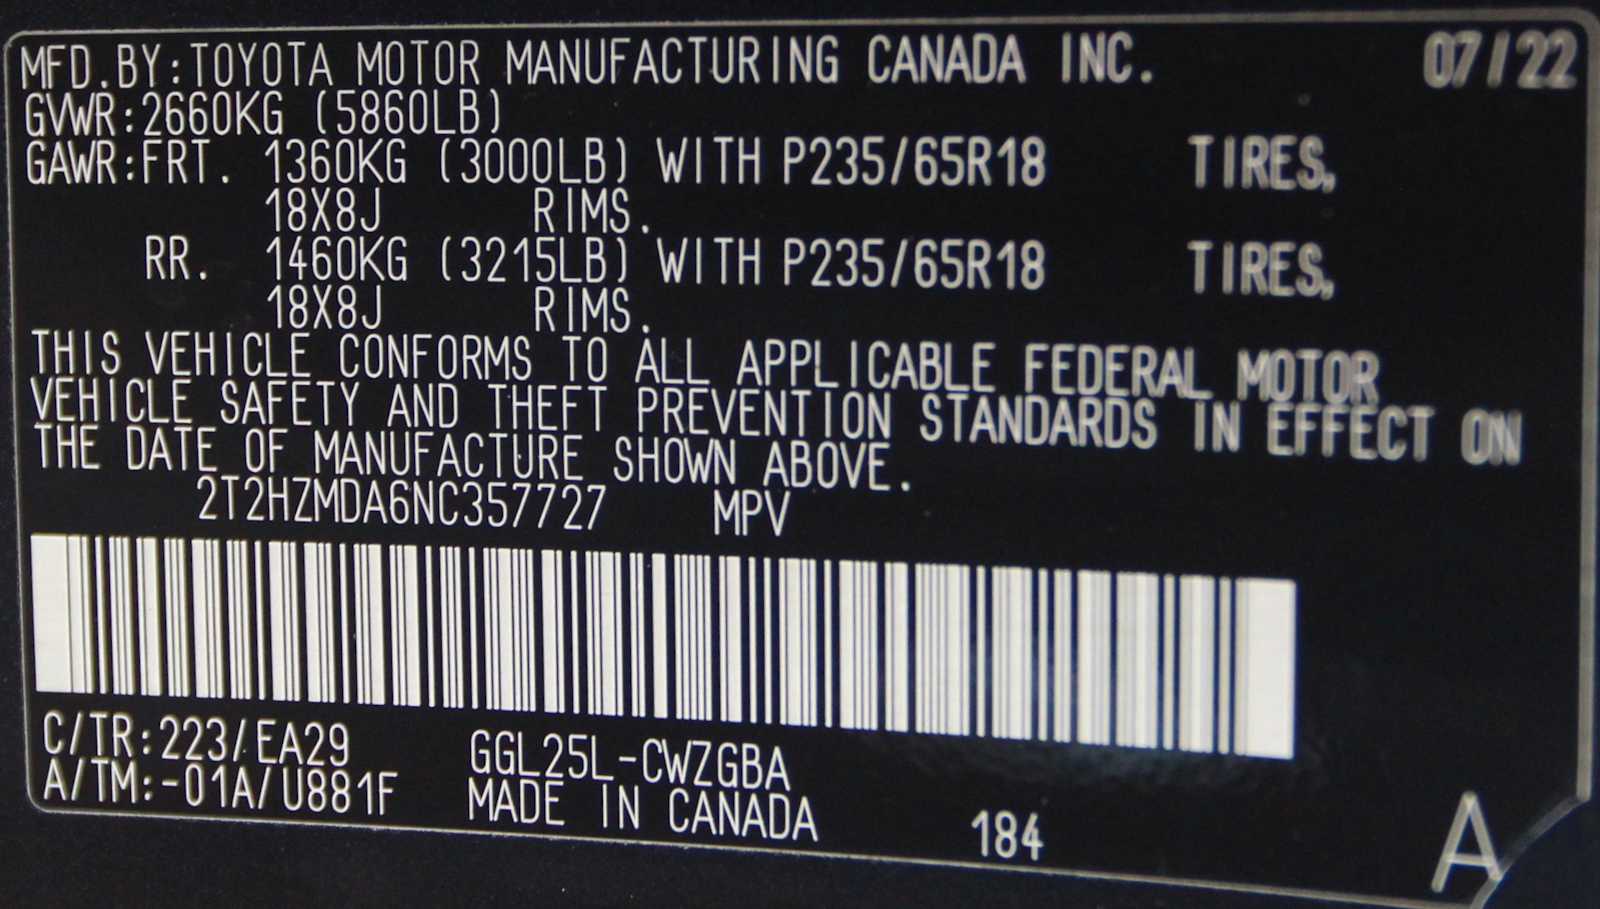 MFD.BY:TOYOTA MOTOR MANUFACTURING CANADA INC. 07/22
GVWR:2660KG (5860LB)
GAWR:FRT. 1360KG (3000LB) WITH P235/65R18 TIRES,
18X8J RIMS.
RR. 1460KG (3215LB) WITH P235/65R18 TIRES,
18X8J RIMS.
THIS VEHICLE CONFORMS TO ALL APPLICABLE FEDERAL MOTOR
VEHICLE SAFETY AND THEFT PREVENTION STANDARDS IN EFFECT ON
THE DATE OF MANUFACTURE SHOWN ABOVE.
2T2HZMDA6NC357727 MPV
C/TR:223/EA29 GGL25L-CWZGBA
A/TM:-01A/U881F MADE IN CANADA 184 A